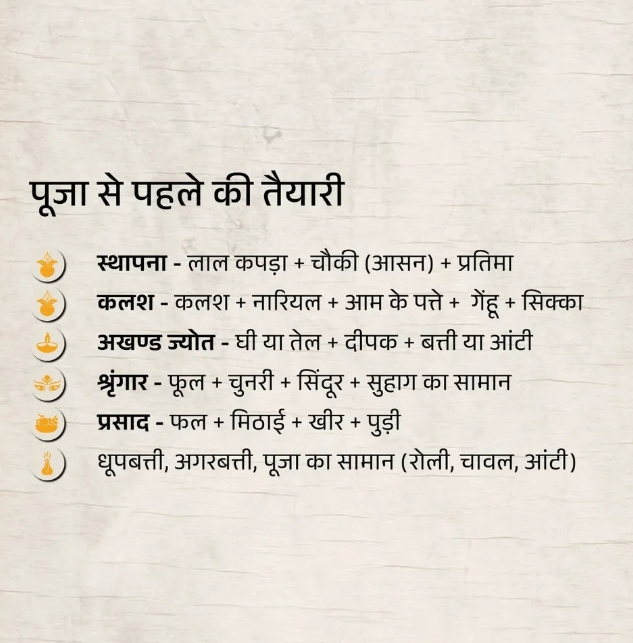 पूजा से पहले की तैयारी
स्थापना - लाल कपड़ा + चौकी (आसन) + प्रतिमा
कलश - कलश + नारियल + आम के पत्ते + गेंहू + सिक्का
अखण्ड ज्योत - घी या तेल + दीपक + बत्ती या आंटी
श्रृंगार - फूल + चुनरी + सिंदूर + सुहाग का सामान
प्रसाद - फल + मिठाई + खीर + पुड़ी
धूपबत्ती, अगरबत्ती, पूजा का सामान (रोली, चावल, आंटी)